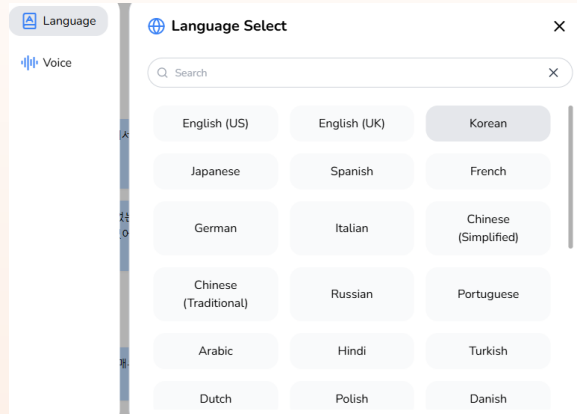 Language
Voice
Language Select
Search
English (US)
English (UK)
Korean
Japanese
Spanish
French
German
Italian
Chinese
(Simplified)
Chinese
(Traditional)
Russian
Portuguese
Arabic
Hindi
Turkish
Dutch
Polish
Danish